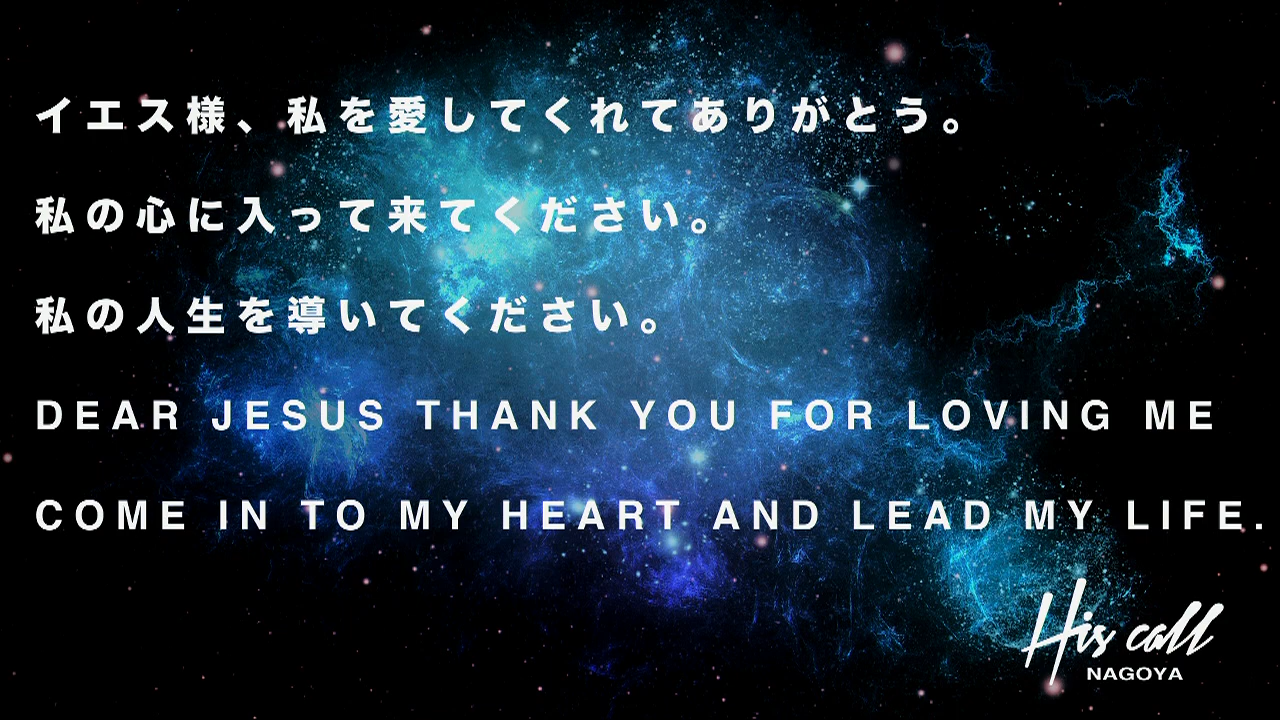 イエス様、私を愛してくれてありがとう。
私の心に入って来てください。
私の人生を導いてください。
DEAR JESUS THANK YOU FOR LOVING ME
COME IN TO MY HEART AND LEAD MY LIFE.
His call
NAGOYA